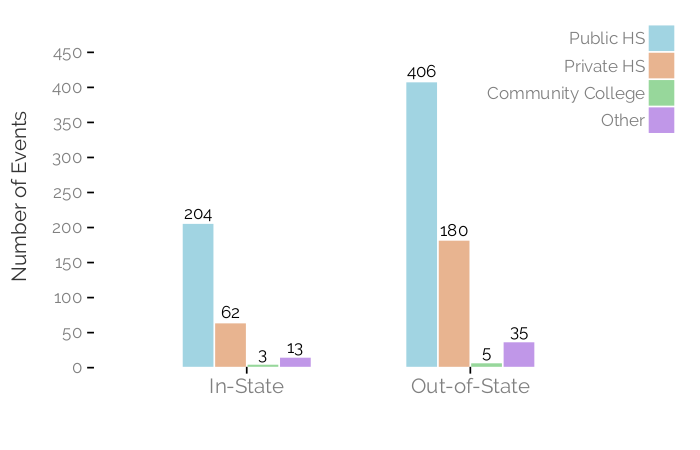 Public HS
Private HS
Community College
Other
Number of Events
450
400
350
300
250
200
150
100
50
0
204
62
3
13
406
180
5
35
In-State
Out-of-State